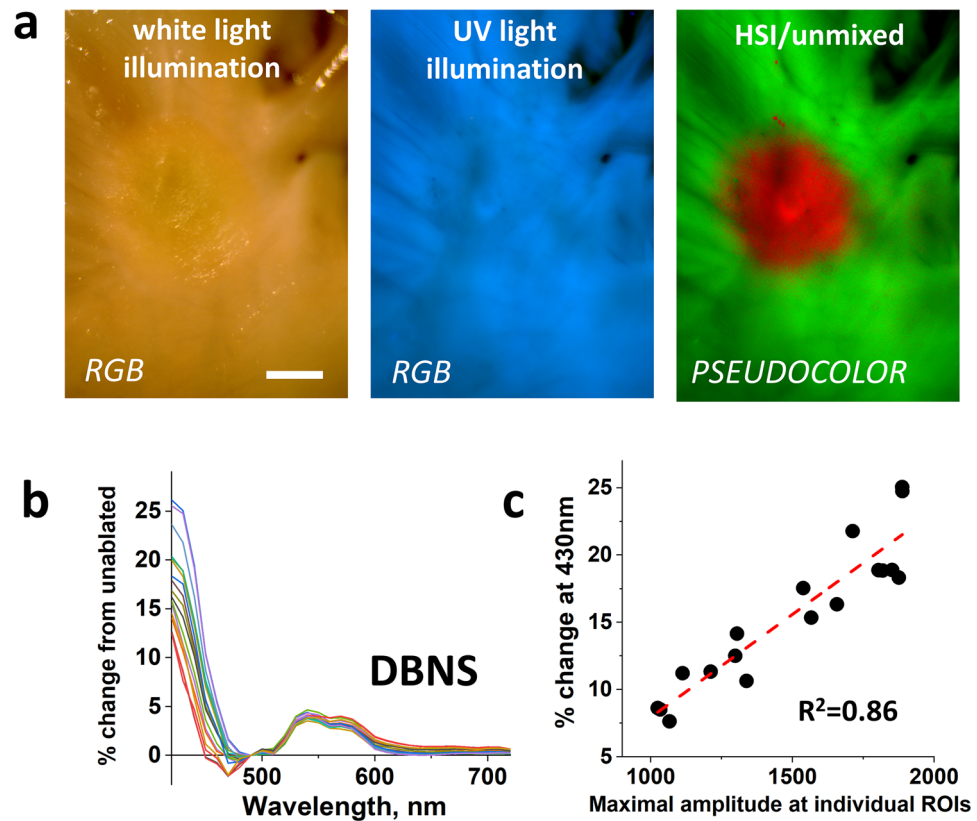 a
white light
illumination
RGB
UV light
illumination
RGB
HSI/unmixed
PSEUDOCOLOR
b
% change from unablated
25
20
15
10
5
0
DBNS
500
600
700
Wavelength, nm
c
% change at 430nm
25
20
15
10
5
R²=0.86
1000
1500
2000
Maximal amplitude at individual ROIs